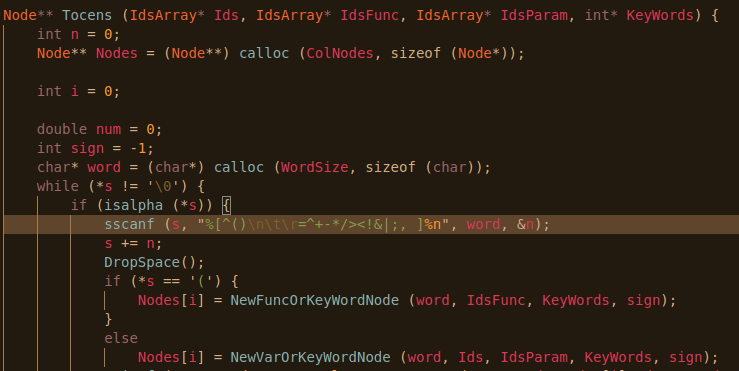 Node** Tocens (IdsArray* Ids, IdsArray* IdsFunc, IdsArray* IdsParam, int* KeyWords) {
    int n = 0;
    Node** Nodes = (Node**) calloc (ColNodes, sizeof (Node*));
    int i = 0;
    double num = 0;
    int sign = -1;
    char* word = (char*) calloc (WordSize, sizeof (char));
    while (*s != '\0') {
        if (isalpha (*s)) {
            sscanf (s, "%[^()\n\t\r=^+-*/><!&|;, ]%n", word, &n);
            s += n;
            DropSpace();
            if (*s == '(') {
                Nodes[i] = NewFuncOrKeyWordNode (word, IdsFunc, KeyWords, sign);
            }
            else
                Nodes[i] = NewVarOrKeyWordNode (word, Ids, IdsParam, KeyWords, sign);